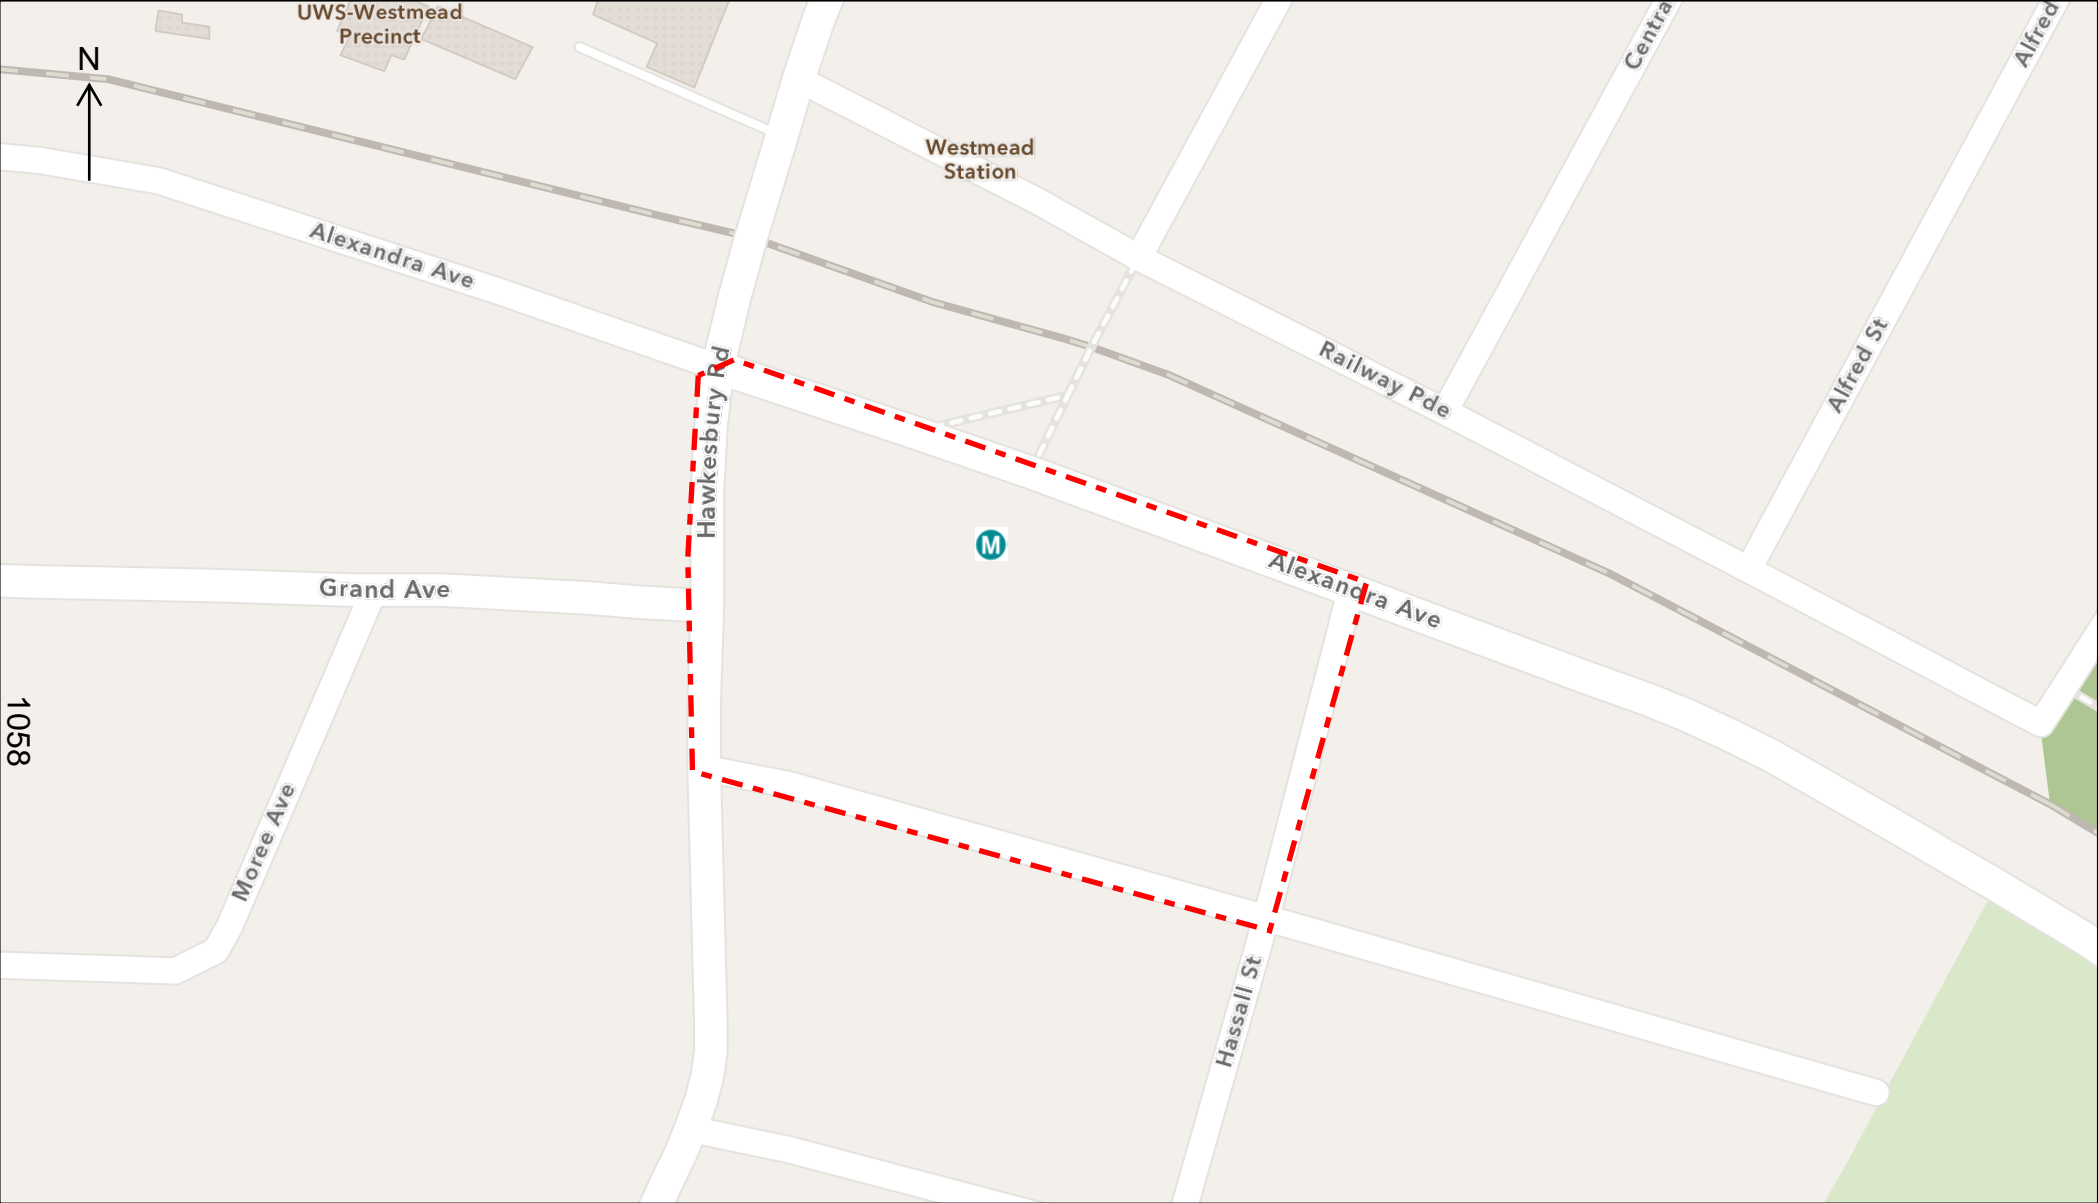 UWS-Westmead
Precinct
N
Centra
Alfred
Westmead
Station
Alexandra Ave
Hawkesbury Rd
Railway Pde
Alfred St
M
Alexandra Ave
Grand Ave
1058
Moree Ave
Hassall St